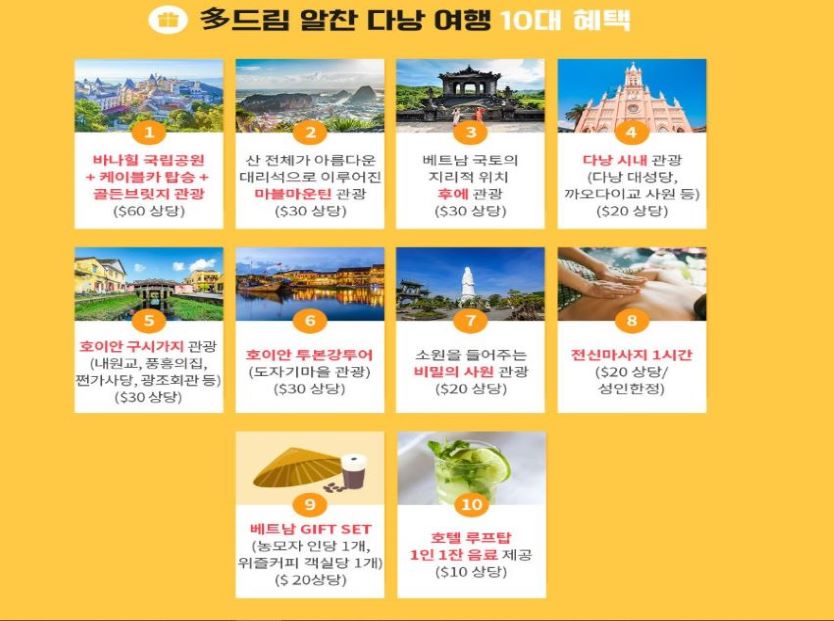 多드림 알찬 다낭 여행 10대 혜택
1
바나힐 국립공원
+ 케이블카 탑승 +
골든브릿지 관광
($60 상당)
2
산 전체가 아름다운
대리석으로 이루어진
마블마운틴 관광
($30 상당)
3
베트남 국토의
지리적 위치
후에 관광
($30 상당)
4
다낭 시내 관광
(다낭 대성당,
까오다이교 사원 등)
($20 상당)
5
호이안 구시가지 관광
(내원교, 풍흥의집,
쩐가사당, 광조회관 등)
($30 상당)
6
호이안 투본강투어
(도자기마을 관광)
($30 상당)
7
소원을 들어주는
비밀의 사원 관광
($20 상당)
8
전신마사지 1시간
($20 상당/
성인한정)
9
베트남 GIFT SET
(농모자 인당 1개,
위즐커피 객실당 1개)
($ 20상당)
10
호텔 루프탑
1인 1잔 음료 제공
($10 상당)